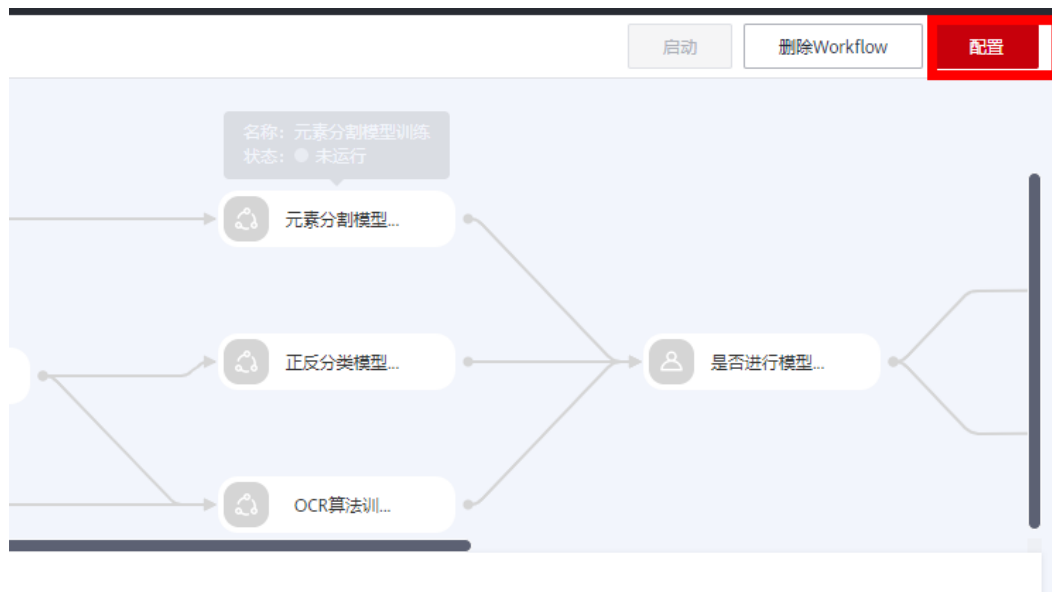 启动
删除Workflow
配置
名称：元素分割模型训练
状态： 未运行
元素分割模型...
正反分类模型...
是否进行模型...
OCR算法训...